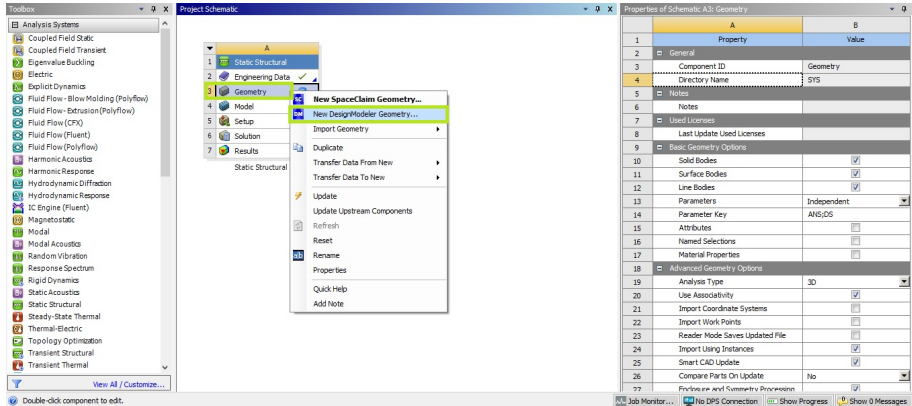 Toolbox
Analysis Systems
Coupled Field Static
Coupled Field Transient
Eigenvalue Buckling
Electric
Explicit Dynamics
Fluid Flow - Blow Molding (Polyflow)
Fluid Flow - Extrusion (Polyflow)
Fluid Flow (CFX)
Fluid Flow (Fluent)
Fluid Flow (Polyflow)
Harmonic Acoustics
Harmonic Response
Hydrodynamic Diffraction
Hydrodynamic Response
IC Engine (Fluent)
Magnetostatic
Modal
Modal Acoustics
Random Vibration
Response Spectrum
Rigid Dynamics
Static Acoustics
Static Structural
Steady-State Thermal
Thermal-Electric
Topology Optimization
Transient Structural
Transient Thermal
View All / Customize...
Double-click component to edit.
Project Schematic
A
1 Static Structural
2 Engineering Data
3 Geometry
4 Model
5 Setup
6 Solution
7 Results
Static Structural
SC New SpaceClaim Geometry...
DM New DesignModeler Geometry...
Import Geometry
Duplicate
Transfer Data From New
Transfer Data To New
Update
Update Upstream Components
Refresh
Reset
ab Rename
Properties
Quick Help
Add Note
Properties of Schematic A3: Geometry
A B
1 Property Value
2 General
3 Component ID Geometry
4 Directory Name SYS
5 Notes
6 Notes
7 Used Licenses
8 Last Update Used Licenses
9 Basic Geometry Options
10 Solid Bodies
11 Surface Bodies
12 Line Bodies
13 Parameters Independent
14 Parameter Key ANS;DS
15 Attributes
16 Named Selections
17 Material Properties
18 Advanced Geometry Options
19 Analysis Type 3D
20 Use Associativity
21 Import Coordinate Systems
22 Import Work Points
23 Reader Mode Saves Updated File
24 Import Using Instances
25 Smart CAD Update
26 Compare Parts On Update No
27 Enclosure and Symmetry Processing
Job Monitor... No DPS Connection Show Progress Show 0 Messages